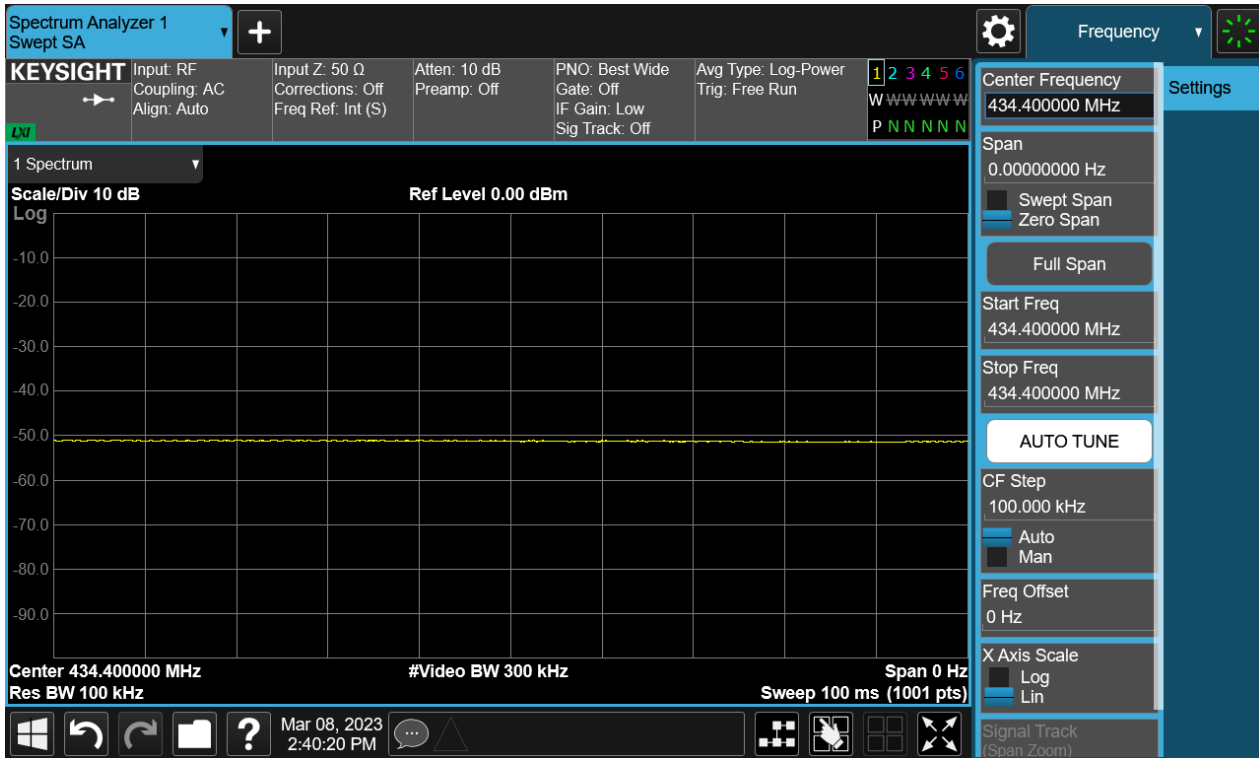 Spectrum Analyzer 1
Swept SA
+
Frequency
KEYSIGHT
LXI
Input: RF
Coupling: AC
Align: Auto
Input Z: 50 Ω
Corrections: Off
Freq Ref: Int (S)
Atten: 10 dB
Preamp: Off
PNO: Best Wide
Gate: Off
IF Gain: Low
Sig Track: Off
Avg Type: Log-Power
Trig: Free Run
1 2 3 4 5 6
W W W W W W
P N N N N N
1 Spectrum
Scale/Div 10 dB
Ref Level 0.00 dBm
Log
-10.0
-20.0
-30.0
-40.0
-50.0
-60.0
-70.0
-80.0
-90.0
Center 434.400000 MHz
#Video BW 300 kHz
Span 0 Hz
Res BW 100 kHz
Sweep 100 ms (1001 pts)
Center Frequency
434.400000 MHz
Settings
Span
0.00000000 Hz
Swept Span
Zero Span
Full Span
Start Freq
434.400000 MHz
Stop Freq
434.400000 MHz
AUTO TUNE
CF Step
100.000 kHz
Auto
Man
Freq Offset
0 Hz
X Axis Scale
Log
Lin
Signal Track
(Span Zoom)
?
Mar 08, 2023
2:40:20 PM